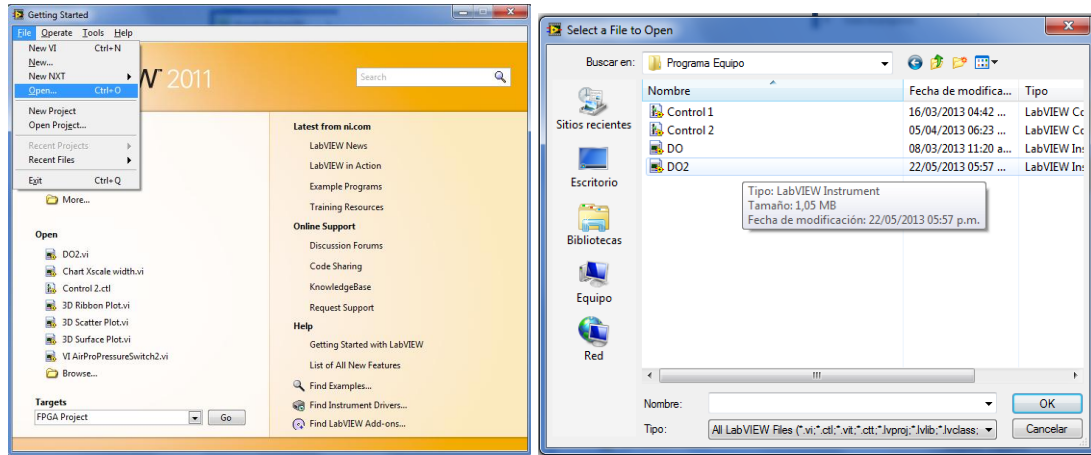 Getting Started
File Operate Tools Help
New VI Ctrl+N
New...
New NXT
Open... Ctrl+O
New Project
Open Project...
Recent Projects
Recent Files
Exit Ctrl+Q
W 2011
Search
More...
Open
DO2.vi
Chart Xscale width.vi
Control 2.ctl
3D Ribbon Plot.vi
3D Scatter Plot.vi
3D Surface Plot.vi
VI AirProPressureSwitch2.vi
Browse...
Targets
FPGA Project
Go
Latest from ni.com
LabVIEW News
LabVIEW in Action
Example Programs
Training Resources
Online Support
Discussion Forums
Code Sharing
KnowledgeBase
Request Support
Help
Getting Started with LabVIEW
List of All New Features
Find Examples...
Find Instrument Drivers...
Find LabVIEW Add-ons...
Select a File to Open
Buscar en: Programa Equipo
Sitios recientes
Escritorio
Bibliotecas
Equipo
Red
Nombre Fecha de modifica... Tipo
Control 1 16/03/2013 04:42 ... LabVIEW Co
Control 2 05/04/2013 06:23 ... LabVIEW Co
DO 08/03/2013 11:20 a... LabVIEW Ins
DO2 22/05/2013 05:57 ... LabVIEW Ins
Tipo: LabVIEW Instrument
Tamaño: 1,05 MB
Fecha de modificación: 22/05/2013 05:57 p.m.
Nombre:
OK
Tipo: All LabVIEW Files (*.vi;*.ctl;*.vit;*.ctt;*.lvproj;*.lvlib;*.lvclass;
Cancelar